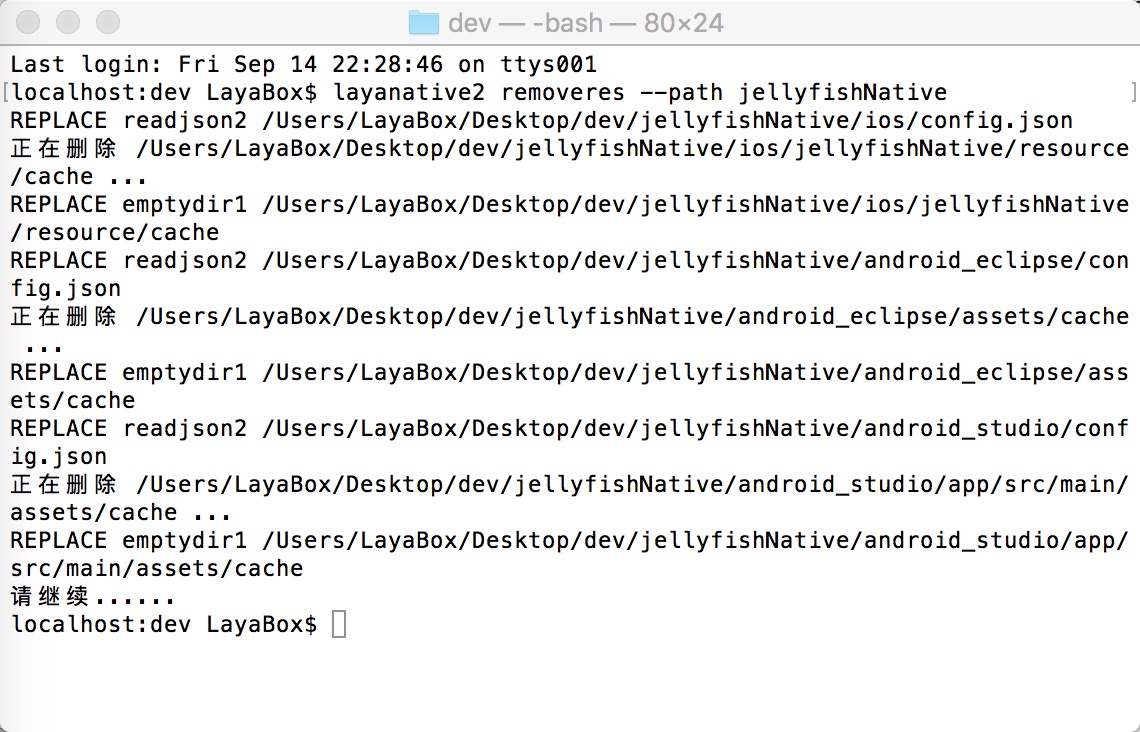 dev — -bash — 80×24
Last login: Fri Sep 14 22:28:46 on ttys001
[localhost:dev LayaBox$ layanative2 removeres --path jellyfishNative ]
REPLACE readjson2 /Users/LayaBox/Desktop/dev/jellyfishNative/ios/config.json
正在删除 /Users/LayaBox/Desktop/dev/jellyfishNative/ios/jellyfishNative/resource
/cache ...
REPLACE emptydir1 /Users/LayaBox/Desktop/dev/jellyfishNative/ios/jellyfishNative
/resource/cache
REPLACE readjson2 /Users/LayaBox/Desktop/dev/jellyfishNative/android_eclipse/con
fig.json
正在删除 /Users/LayaBox/Desktop/dev/jellyfishNative/android_eclipse/assets/cache
 ...
REPLACE emptydir1 /Users/LayaBox/Desktop/dev/jellyfishNative/android_eclipse/ass
ets/cache
REPLACE readjson2 /Users/LayaBox/Desktop/dev/jellyfishNative/android_studio/conf
ig.json
正在删除 /Users/LayaBox/Desktop/dev/jellyfishNative/android_studio/app/src/main/
assets/cache ...
REPLACE emptydir1 /Users/LayaBox/Desktop/dev/jellyfishNative/android_studio/app/
src/main/assets/cache
请继续......
localhost:dev LayaBox$